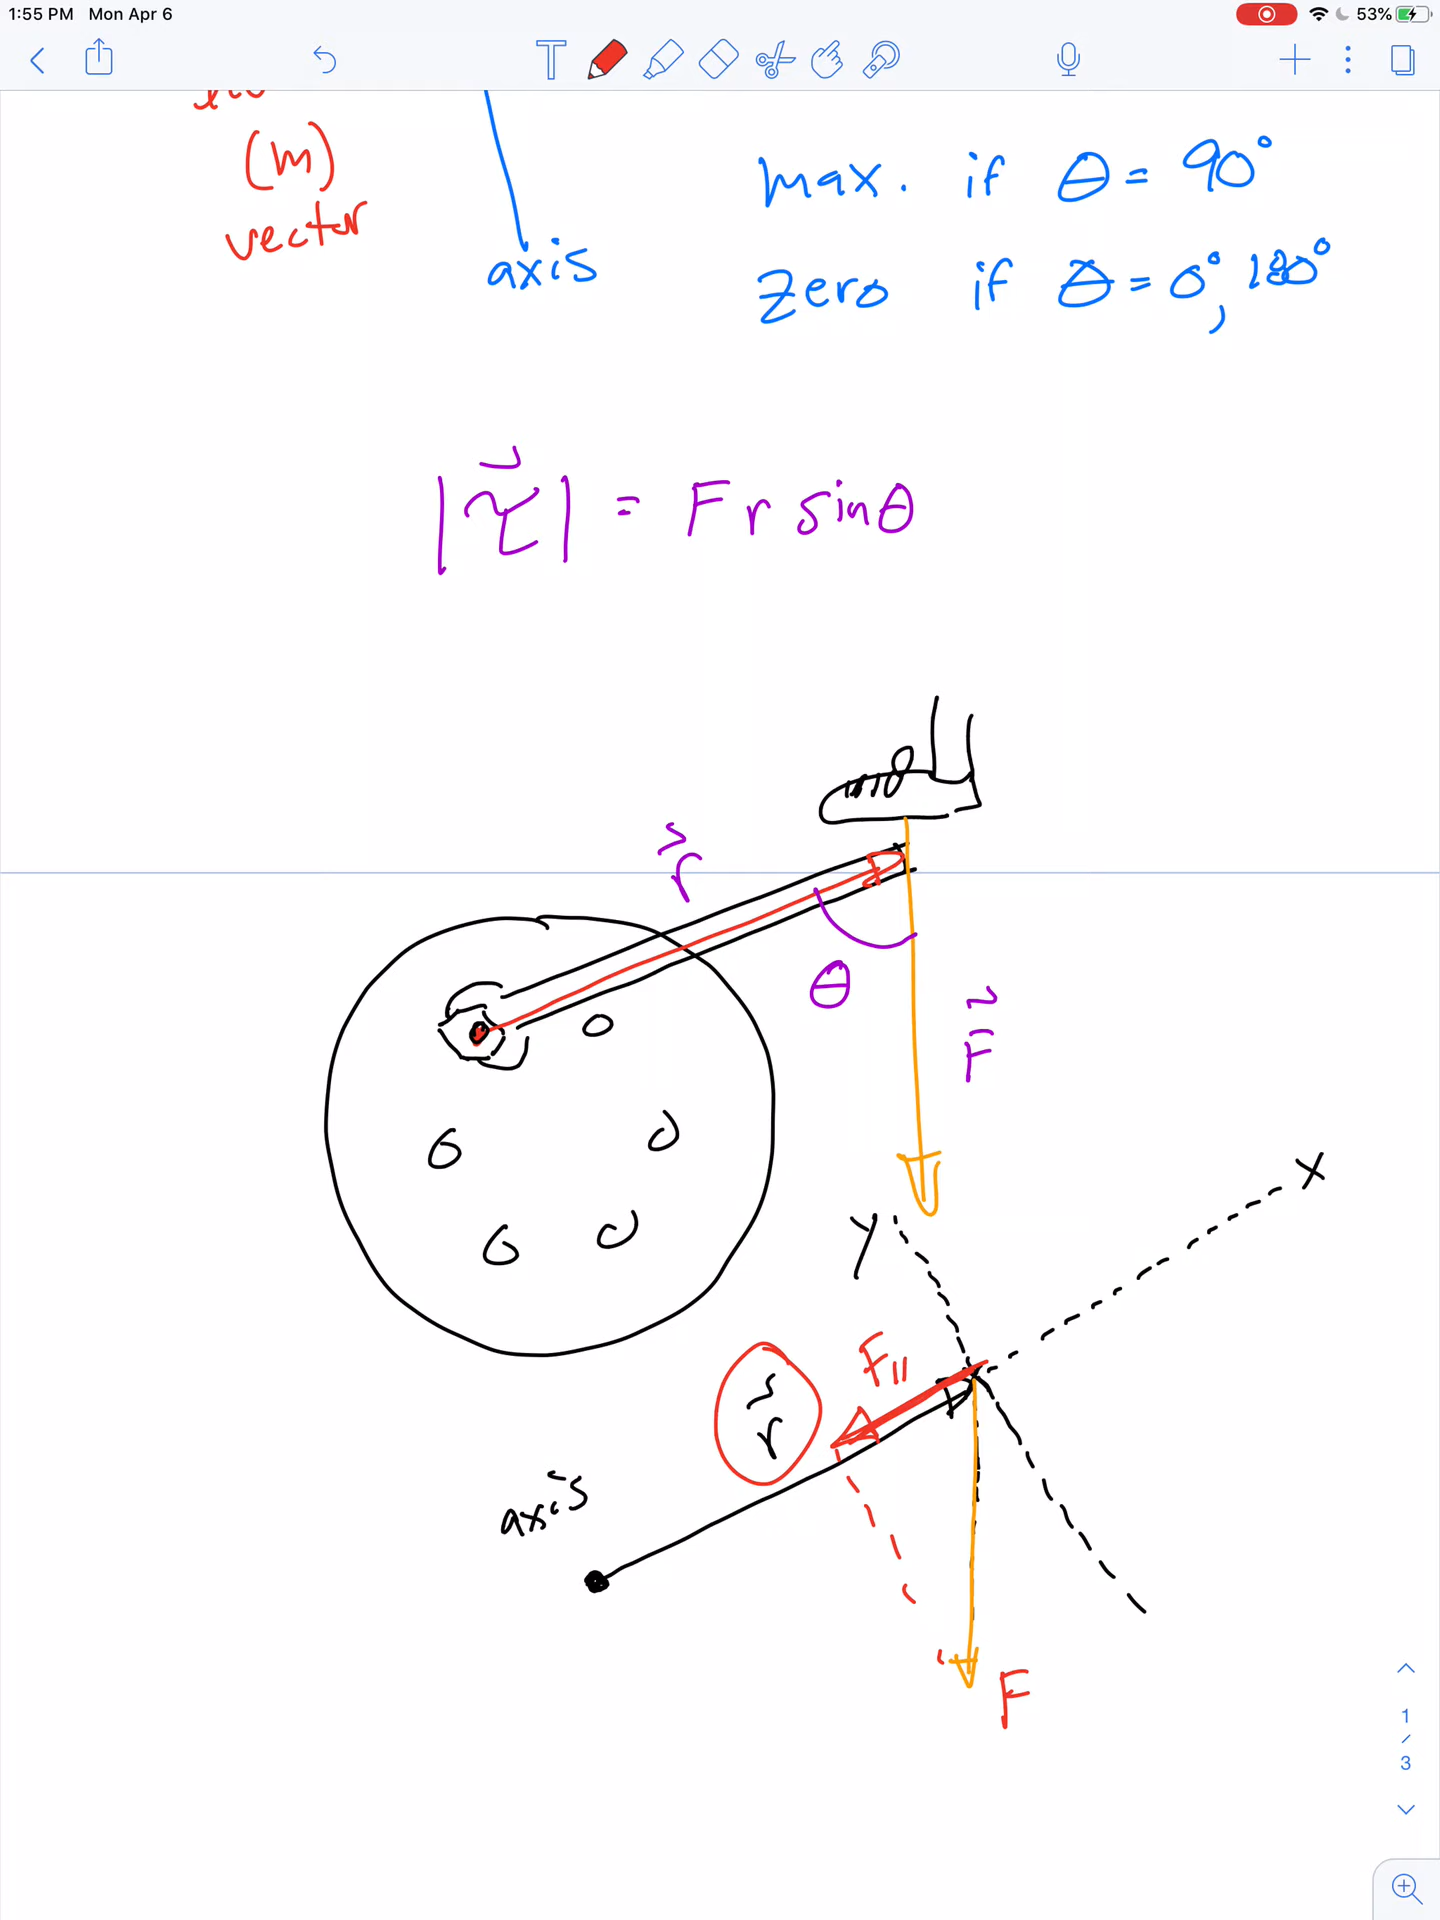 1:55 PM Mon Apr 6
53%
T
(m)
vector
axis
max. if θ = 90°
zero if θ = 0°, 180°
|τ| = F r sinθ
r
θ
F
x
y
F||
r
axis
F
1
/
3